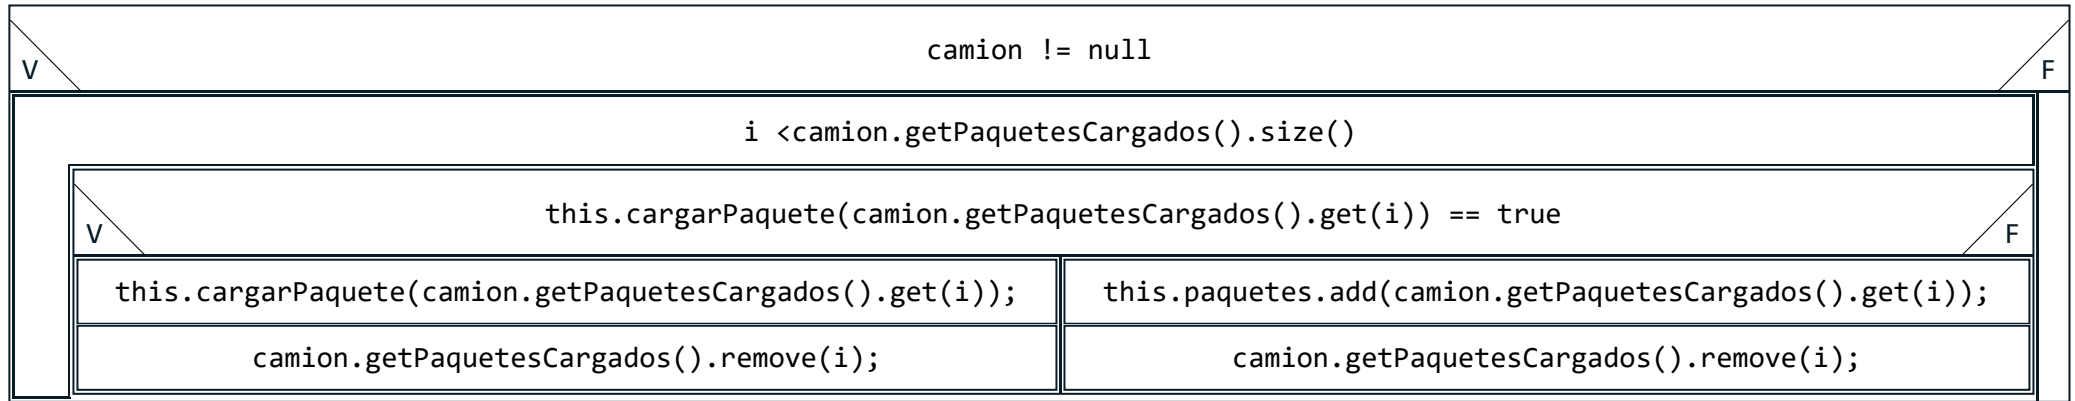 camion != null
V
F
i <camion.getPaquetesCargados().size()
this.cargarPaquete(camion.getPaquetesCargados().get(i)) == true
V
F
this.cargarPaquete(camion.getPaquetesCargados().get(i));
this.paquetes.add(camion.getPaquetesCargados().get(i));
camion.getPaquetesCargados().remove(i);
camion.getPaquetesCargados().remove(i);